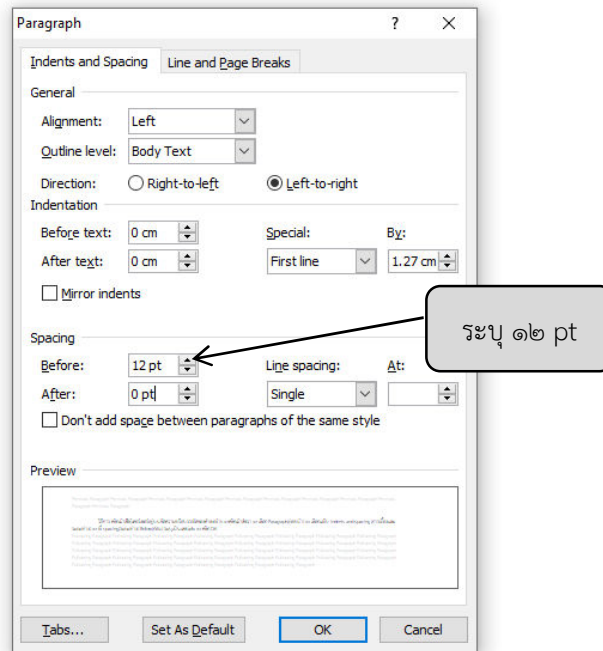 Paragraph ? ×
Indents and Spacing Line and Page Breaks
General
Alignment: Left
Outline level: Body Text
Direction: Right-to-left Left-to-right
Indentation
Before text: 0 cm Special: By:
After text: 0 cm First line 1.27 cm
Mirror indents
ระบุ ๑๒ pt
Spacing
Before: 12 pt Line spacing: At:
After: 0 pt Single
Don't add space between paragraphs of the same style
Preview
Tabs... Set As Default OK Cancel